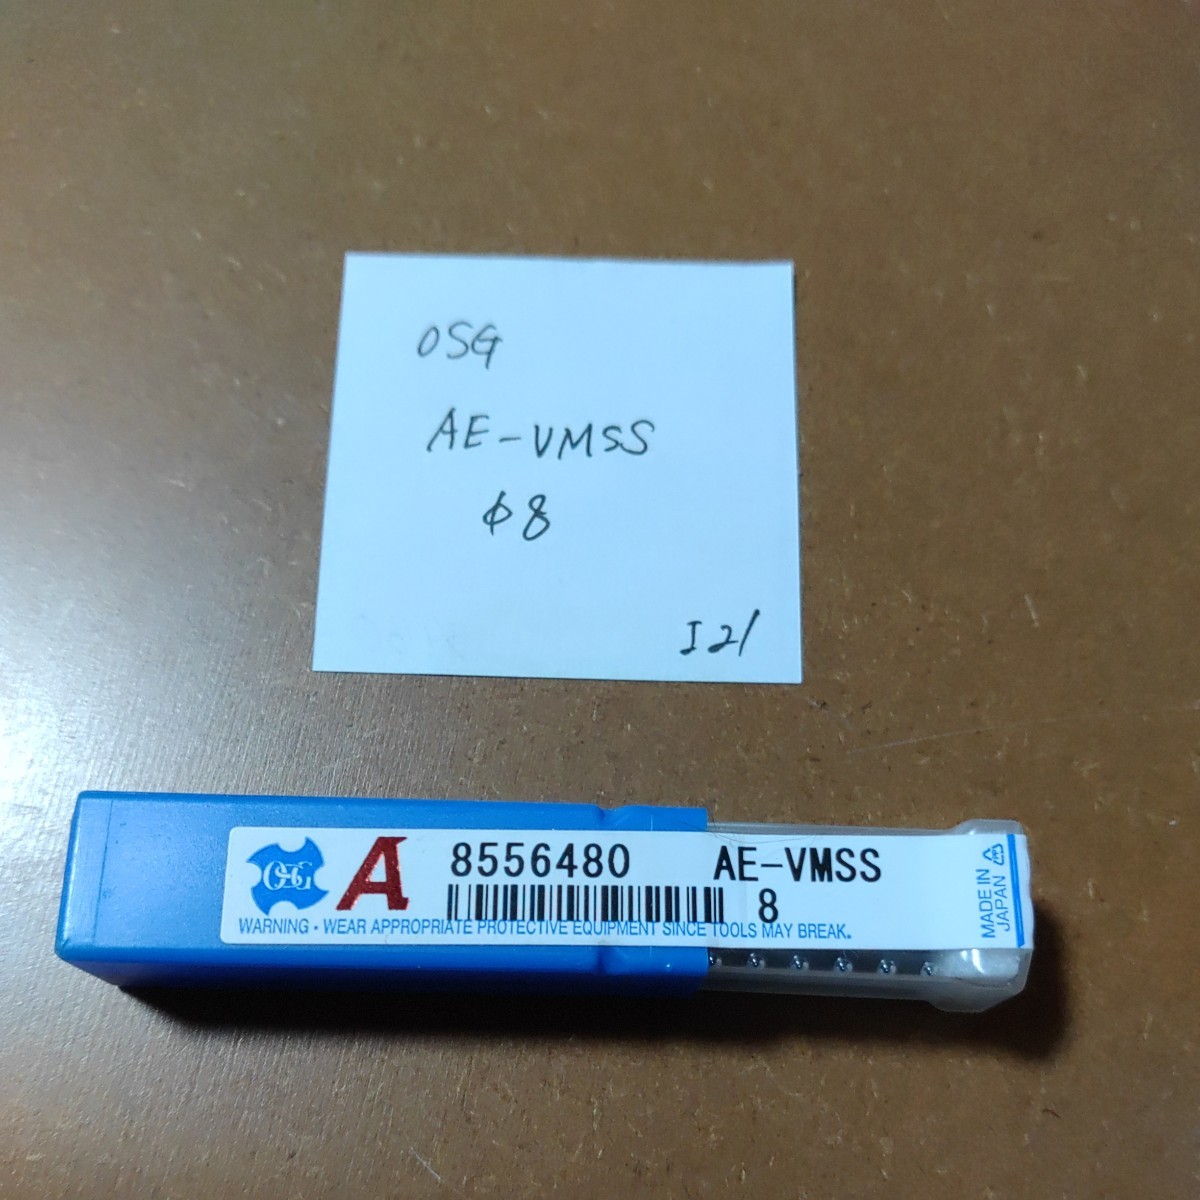 OSG
AE-VMSS
φ8
I21
OSG A 8556480 AE-VMSS
8
WARNING・WEAR APPROPRIATE PROTECTIVE EQUIPMENT SINCE TOOLS MAY BREAK.
MADE IN
JAPAN